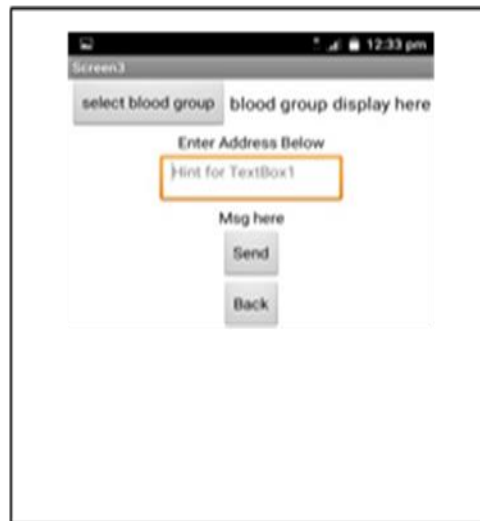 12:33 pm
Screen3
select blood group blood group display here
Enter Address Below
Hint for TextBox1
Msg here
Send
Back